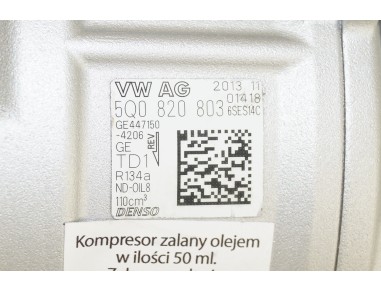 VW AG 2013 11
01418*
5Q0 820 803 6SES14C
GE447150
-4206
GE REV
TD1
R134a
ND-OIL8
110cm³
DENSO
Kompresor zalany olejem
w ilości 50 ml.